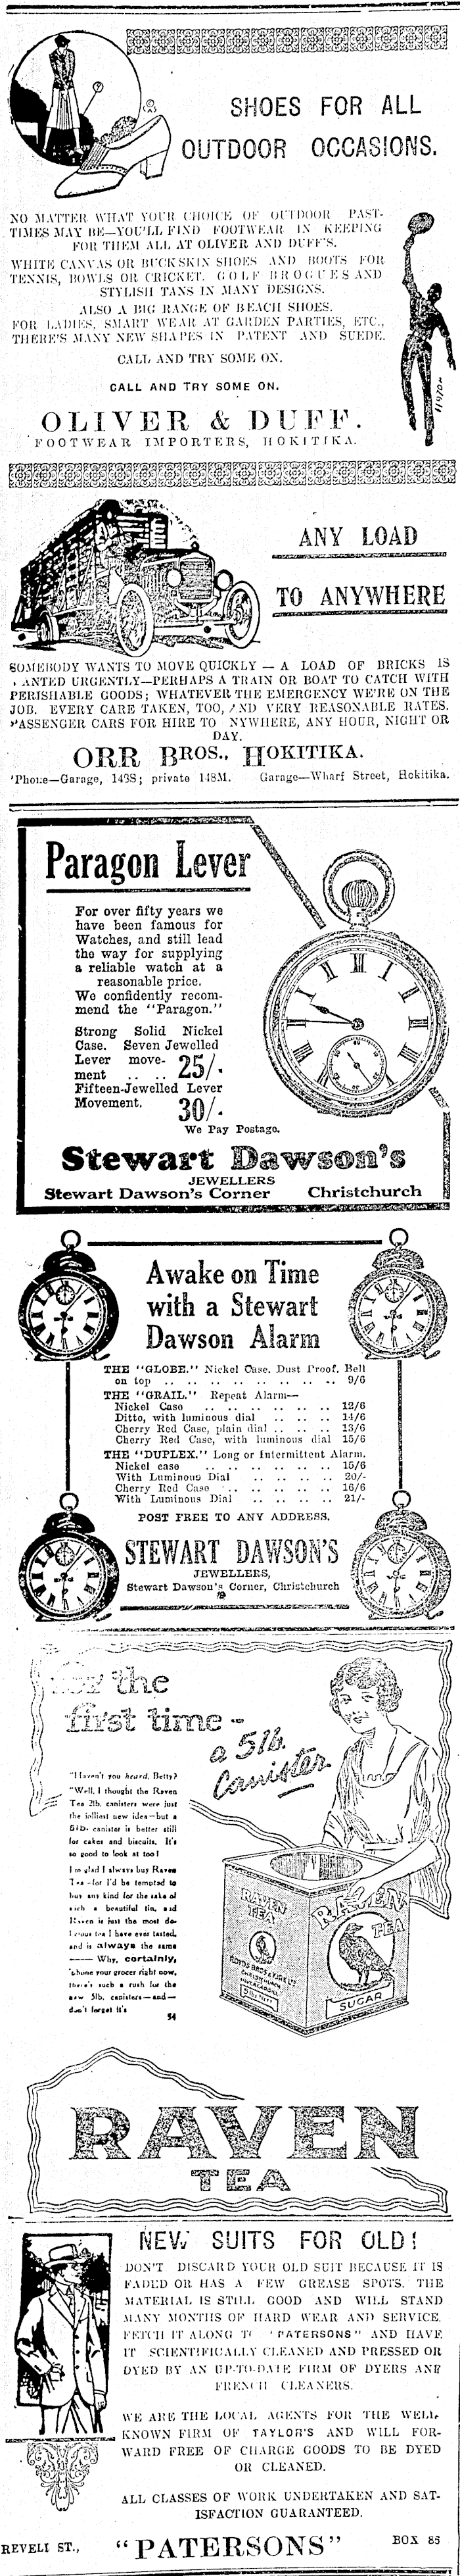 SHOES FOR ALL
OUTDOOR OCCASIONS.
NO MATTER WHAT YOUR CHOICE OF OUTDOOR PAST-
TIMES MAY BE—YOU'LL FIND FOOTWEAR IN KEEPING
FOR THEM ALL AT OLIVER AND DUFF'S.
WHITE CANVAS OR BUCKSKIN SHOES AND BOOTS FOR
TENNIS, BOWLS OR CRICKET. GOLF BROGUES AND
STYLISH TANS IN MANY DESIGNS.
ALSO A BIG RANGE OF BEACH SHOES.
FOR LADIES, SMART WEAR AT GARDEN PARTIES, ETC.,
THERE'S MANY NEW SHAPES IN PATENT AND SUEDE.
CALL AND TRY SOME ON.
CALL AND TRY SOME ON.
OLIVER & DUFF.
FOOTWEAR IMPORTERS, HOKITIKA.
ANY LOAD
TO ANYWHERE
SOMEBODY WANTS TO MOVE QUICKLY — A LOAD OF BRICKS IS
ANTED URGENTLY—PERHAPS A TRAIN OR BOAT TO CATCH WITH
PERISHABLE GOODS; WHATEVER THE EMERGENCY WE'RE ON THE
JOB. EVERY CARE TAKEN, TOO, AND VERY REASONABLE RATES.
PASSENGER CARS FOR HIRE TO NYWHERE, ANY HOUR, NIGHT OR
DAY.
ORR BROS., HOKITIKA.
'Phone—Garage, 143S; private 148M. Garage—Wharf Street, Hokitika.
Paragon Lever
For over fifty years we
have been famous for
Watches, and still lead
the way for supplying
a reliable watch at a
reasonable price.
We confidently recom-
mend the "Paragon."
Strong Solid Nickel
Case. Seven Jewelled
Lever move-
ment .. .. 25/-
Fifteen-Jewelled Lever
Movement. 30/-
We Pay Postage.
Stewart Dawson's
JEWELLERS
Stewart Dawson's Corner Christchurch
Awake on Time
with a Stewart
Dawson Alarm
THE "GLOBE." Nickel Case. Dust Proof. Bell
on top .. .. .. .. .. .. .. .. 9/6
THE "GRAIL." Repeat Alarm—
Nickel Case .. .. .. .. .. .. 12/6
Ditto, with luminous dial .. .. .. 14/6
Cherry Red Case, plain dial .. .. .. 13/6
Cherry Red Case, with luminous dial 15/6
THE "DUPLEX." Long or Intermittent Alarm.
Nickel case .. .. .. .. .. .. 15/6
With Luminous Dial .. .. .. .. 20/-
Cherry Red Case .. .. .. .. .. 16/6
With Luminous Dial .. .. .. .. 21/-
POST FREE TO ANY ADDRESS.
STEWART DAWSON'S
JEWELLERS,
Stewart Dawson's Corner, Christchurch
for the
first time -
a 5lb.
Canister
"Haven't you heard, Betty?
"Well, I thought the Raven
Tea 2lb. canisters were just
the jolliest new idea—but a
5lb. canister is better still
for cakes and biscuits. It's
so good to look at too!
I'm glad I always buy Raven
Tea—for I'd be tempted to
buy any kind for the sake of
such a beautiful tin, and
Raven is just the most de-
licious tea I have ever tasted,
and is always the same
—— Why, certainly,
'phone your grocer right now,
there's such a rush for the
new 5lb. canisters—and—
don't forget it's
54
RAVEN
TEA
RAVEN
TEA
SUGAR
RAVEN
TEA
NEW SUITS FOR OLD!
DON'T DISCARD YOUR OLD SUIT BECAUSE IT IS
FADED OR HAS A FEW GREASE SPOTS. THE
MATERIAL IS STILL GOOD AND WILL STAND
MANY MONTHS OF HARD WEAR AND SERVICE.
FETCH IT ALONG TO "PATERSONS" AND HAVE
IT SCIENTIFICALLY CLEANED AND PRESSED OR
DYED BY AN UP-TO-DATE FIRM OF DYERS AND
FRENCH CLEANERS.
WE ARE THE LOCAL AGENTS FOR THE WELL-
KNOWN FIRM OF TAYLOR'S AND WILL FOR-
WARD FREE OF CHARGE GOODS TO BE DYED
OR CLEANED.
ALL CLASSES OF WORK UNDERTAKEN AND SAT-
ISFACTION GUARANTEED.
REVELL ST., "PATERSONS" BOX 85